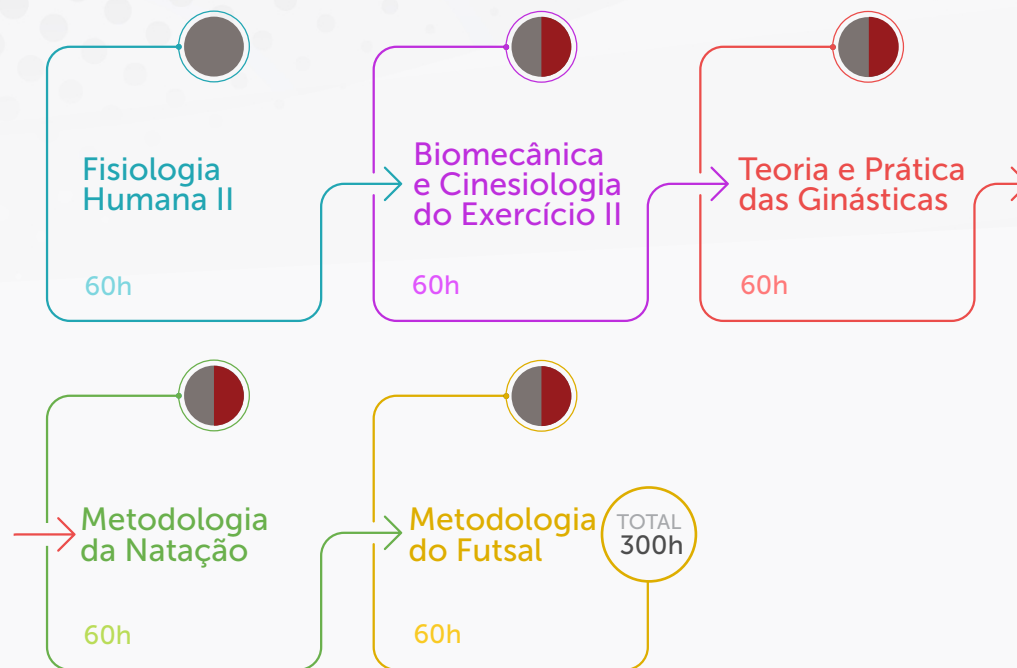 Fisiologia
Humana II
60h
Biomecânica
e Cinesiologia
do Exercício II
60h
Teoria e Prática
das Ginásticas
60h
Metodologia
da Natação
60h
Metodologia
do Futsal
60h
TOTAL
300h